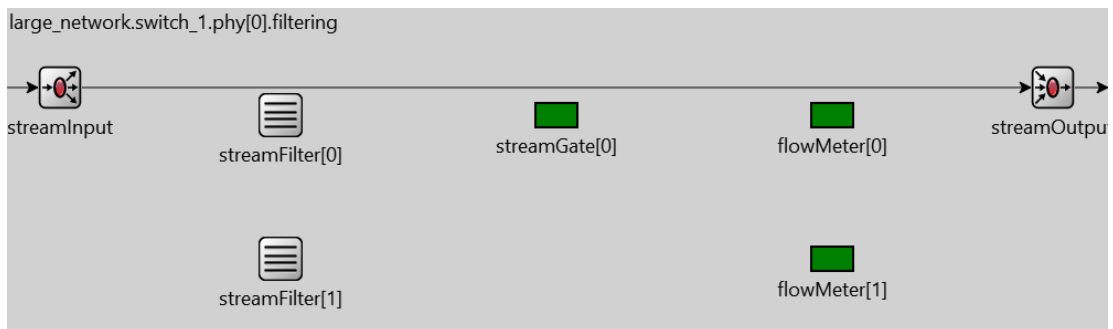 large_network.switch_1.phy[0].filtering
streamInput
streamOutput
streamFilter[0]
streamGate[0]
flowMeter[0]
streamFilter[1]
flowMeter[1]